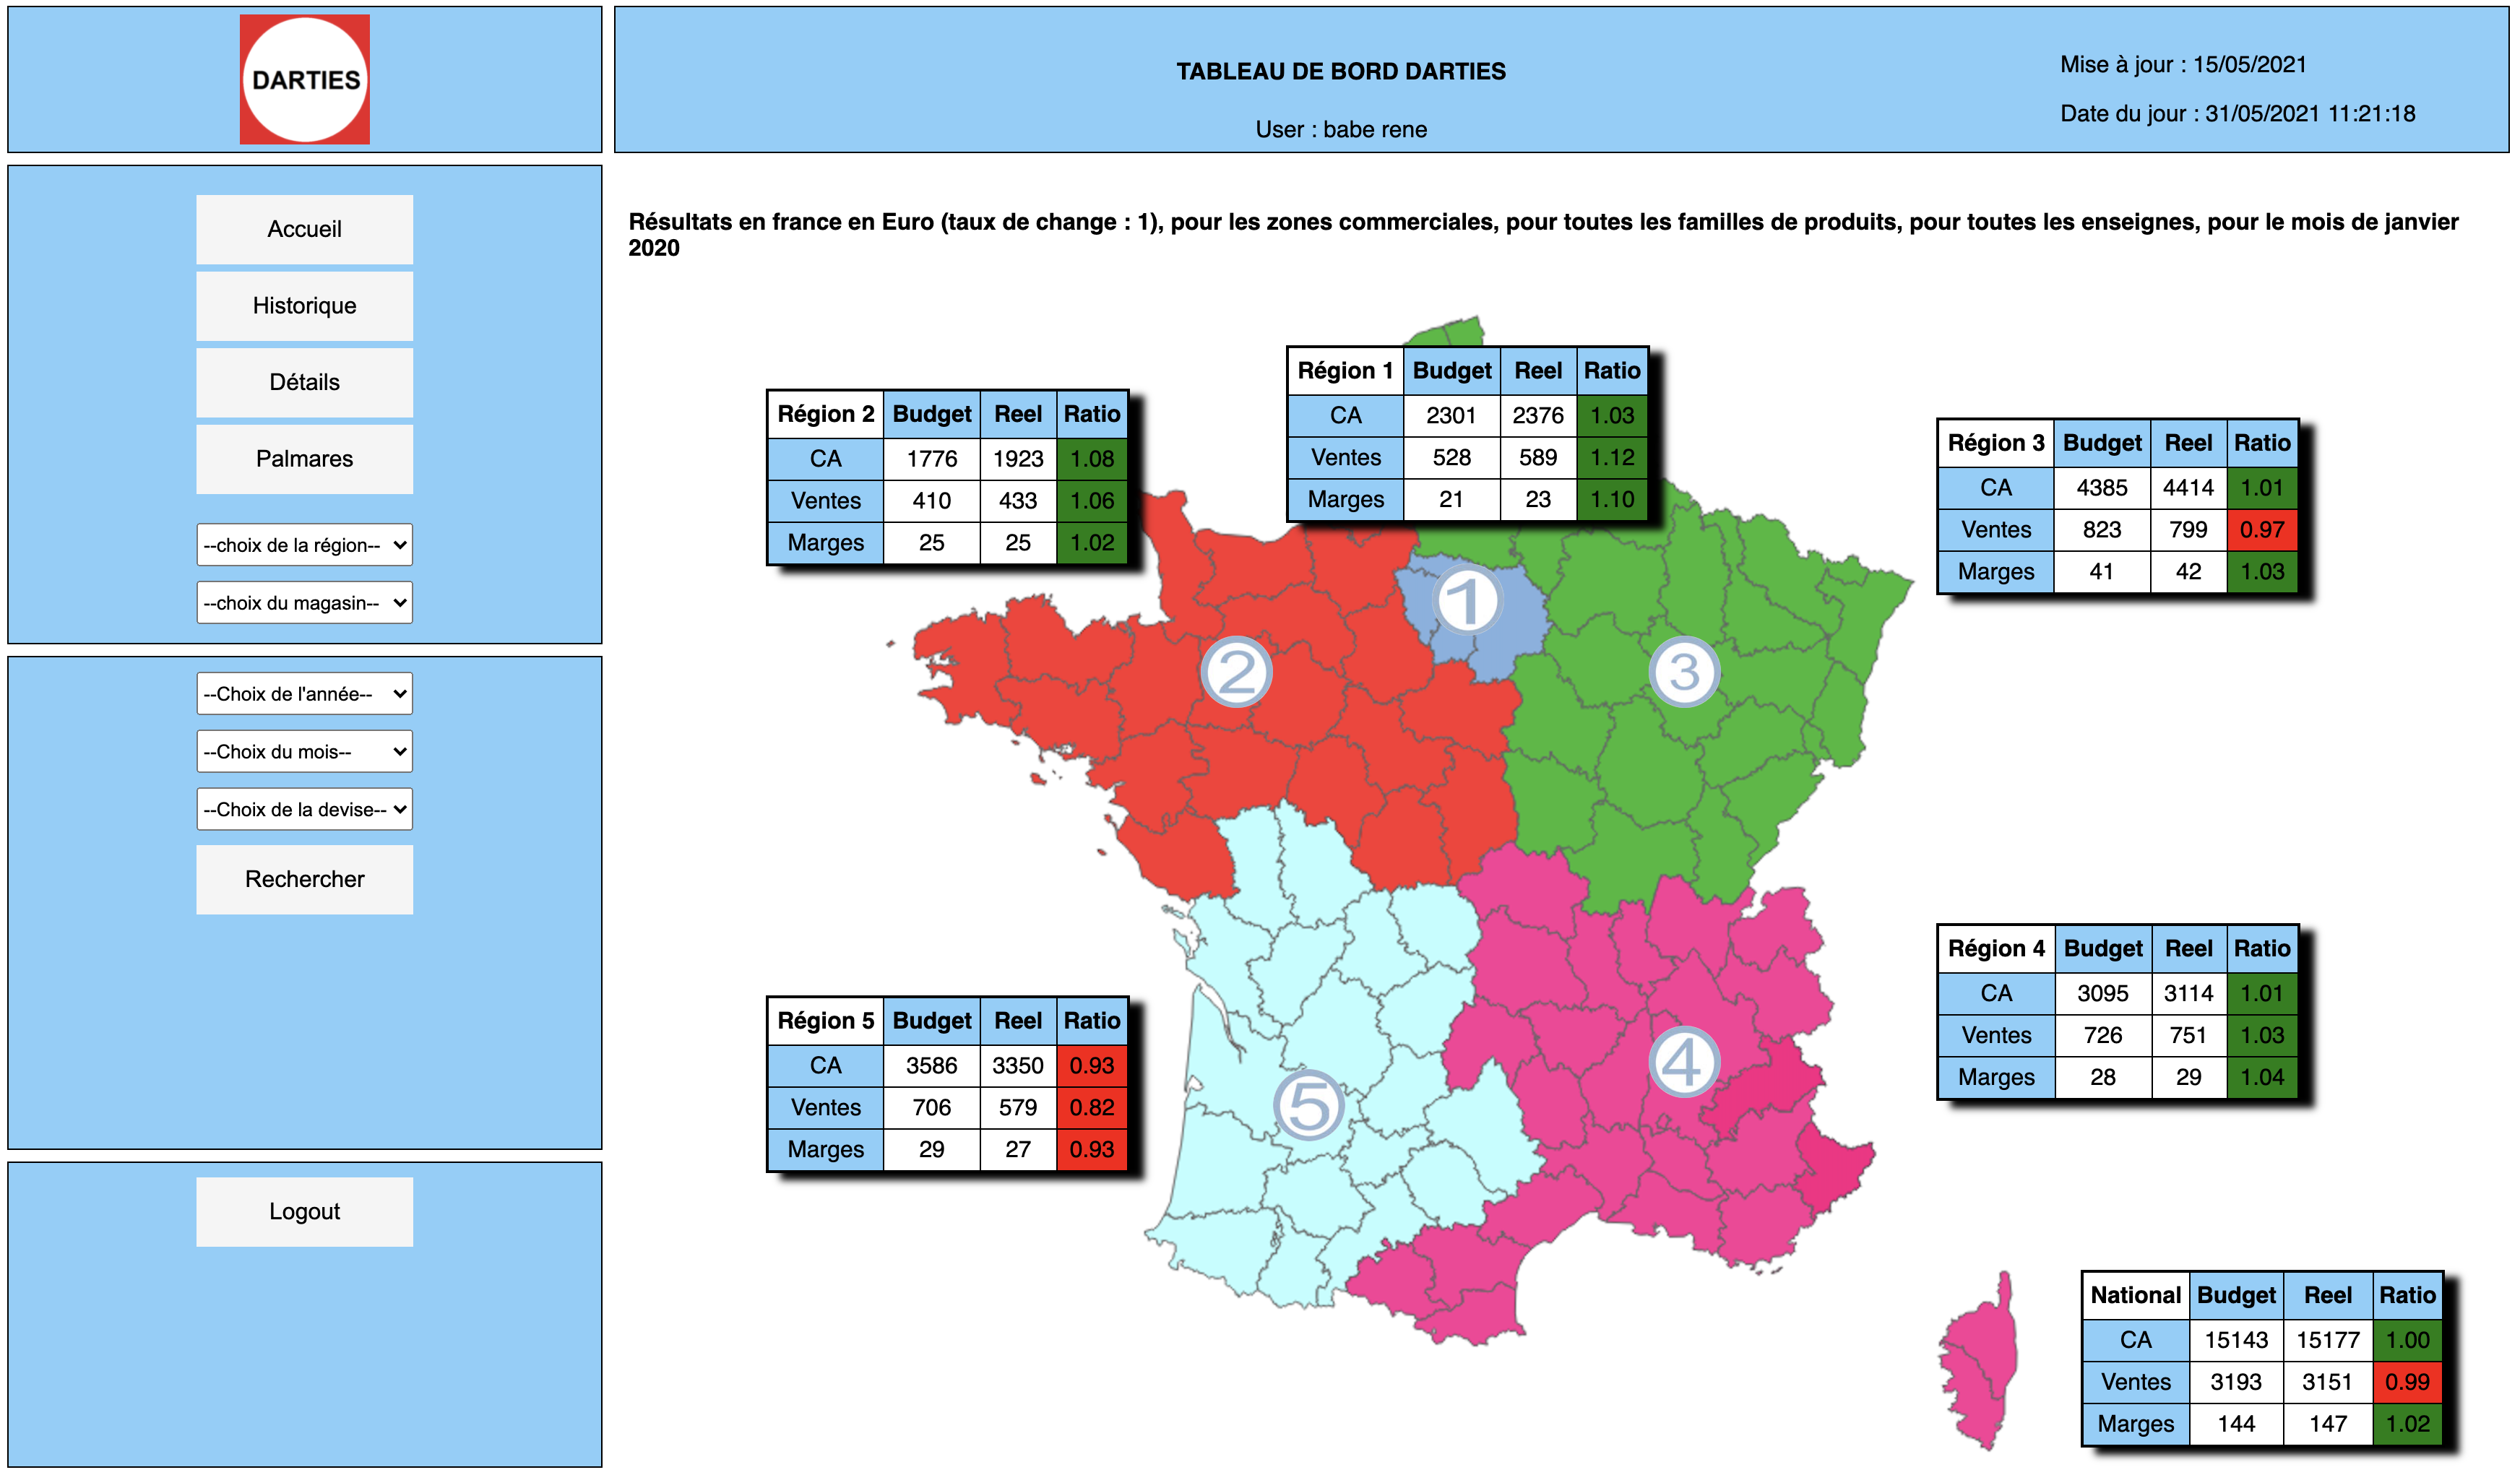 DARTIES
TABLEAU DE BORD DARTIES
User : babe rene
Mise à jour : 15/05/2021
Date du jour : 31/05/2021 11:21:18
Accueil
Historique
Détails
Palmares
--choix de la région--
--choix du magasin--
--Choix de l'année--
--Choix du mois--
--Choix de la devise--
Rechercher
Logout
Résultats en france en Euro (taux de change : 1), pour les zones commerciales, pour toutes les familles de produits, pour toutes les enseignes, pour le mois de janvier
2020
Région 1 Budget Reel Ratio
CA 2301 2376 1.03
Ventes 528 589 1.12
Marges 21 23 1.10
Région 2 Budget Reel Ratio
CA 1776 1923 1.08
Ventes 410 433 1.06
Marges 25 25 1.02
Région 3 Budget Reel Ratio
CA 4385 4414 1.01
Ventes 823 799 0.97
Marges 41 42 1.03
1
2
3
Région 4 Budget Reel Ratio
CA 3095 3114 1.01
Ventes 726 751 1.03
Marges 28 29 1.04
Région 5 Budget Reel Ratio
CA 3586 3350 0.93
Ventes 706 579 0.82
Marges 29 27 0.93
4
5
National Budget Reel Ratio
CA 15143 15177 1.00
Ventes 3193 3151 0.99
Marges 144 147 1.02